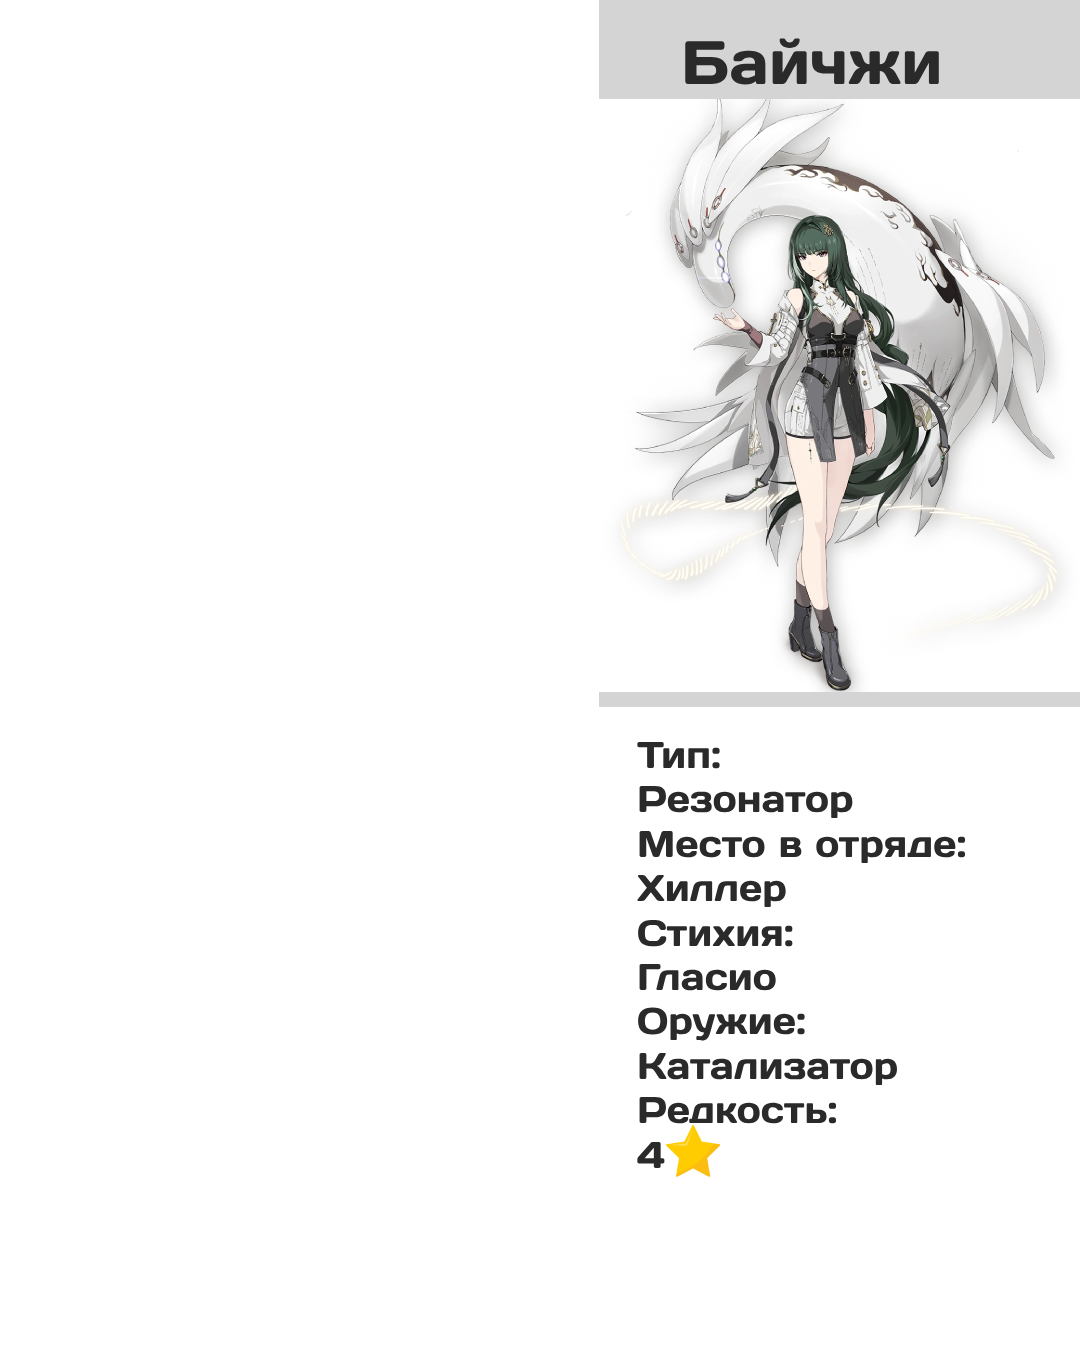 Байчжи
Тип:
Резонатор
Место в отряде:
Хиллер
Стихия:
Гласио
Оружие:
Катализатор
Редкость:
4⭐